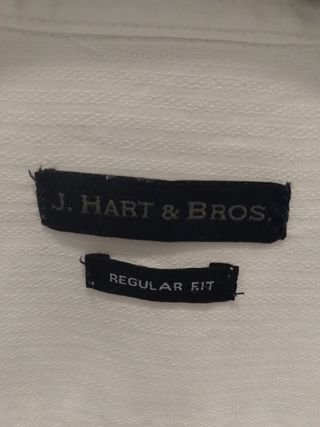 J. HART & BROS.
REGULAR FIT